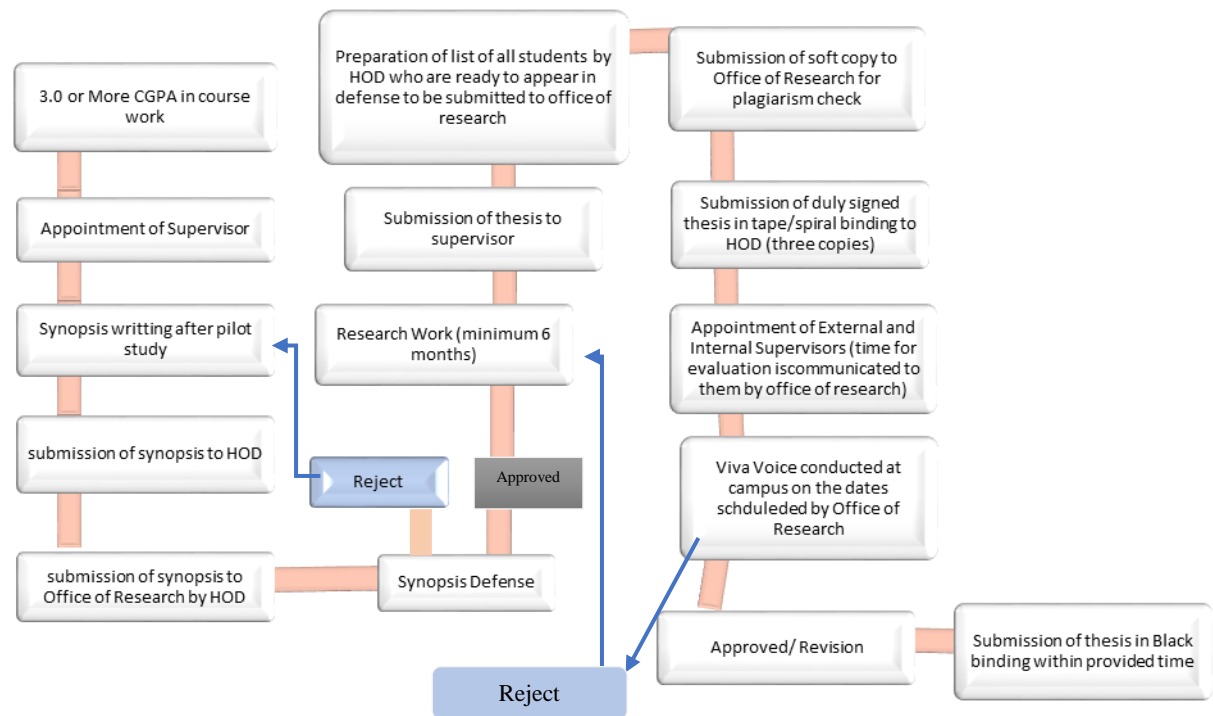 3.0 or More CGPA in course
work
Appointment of Supervisor
Synopsis writting after pilot
study
submission of synopsis to HOD
submission of synopsis to
Office of Research by HOD
Synopsis Defense
Reject
Approved
Research Work (minimum 6
months)
Submission of thesis to
supervisor
Preparation of list of all students by
HOD who are ready to appear in
defense to be submitted to office of
research
Submission of soft copy to
Office of Research for
plagiarism check
Submission of duly signed
thesis in tape/spiral binding to
HOD (three copies)
Appointment of External and
Internal Supervisors (time for
evaluation iscommunicated to
them by office of research)
Viva Voice conducted at
campus on the dates
schduleded by Office of
Research
Reject
Approved/ Revision
Submission of thesis in Black
binding within provided time